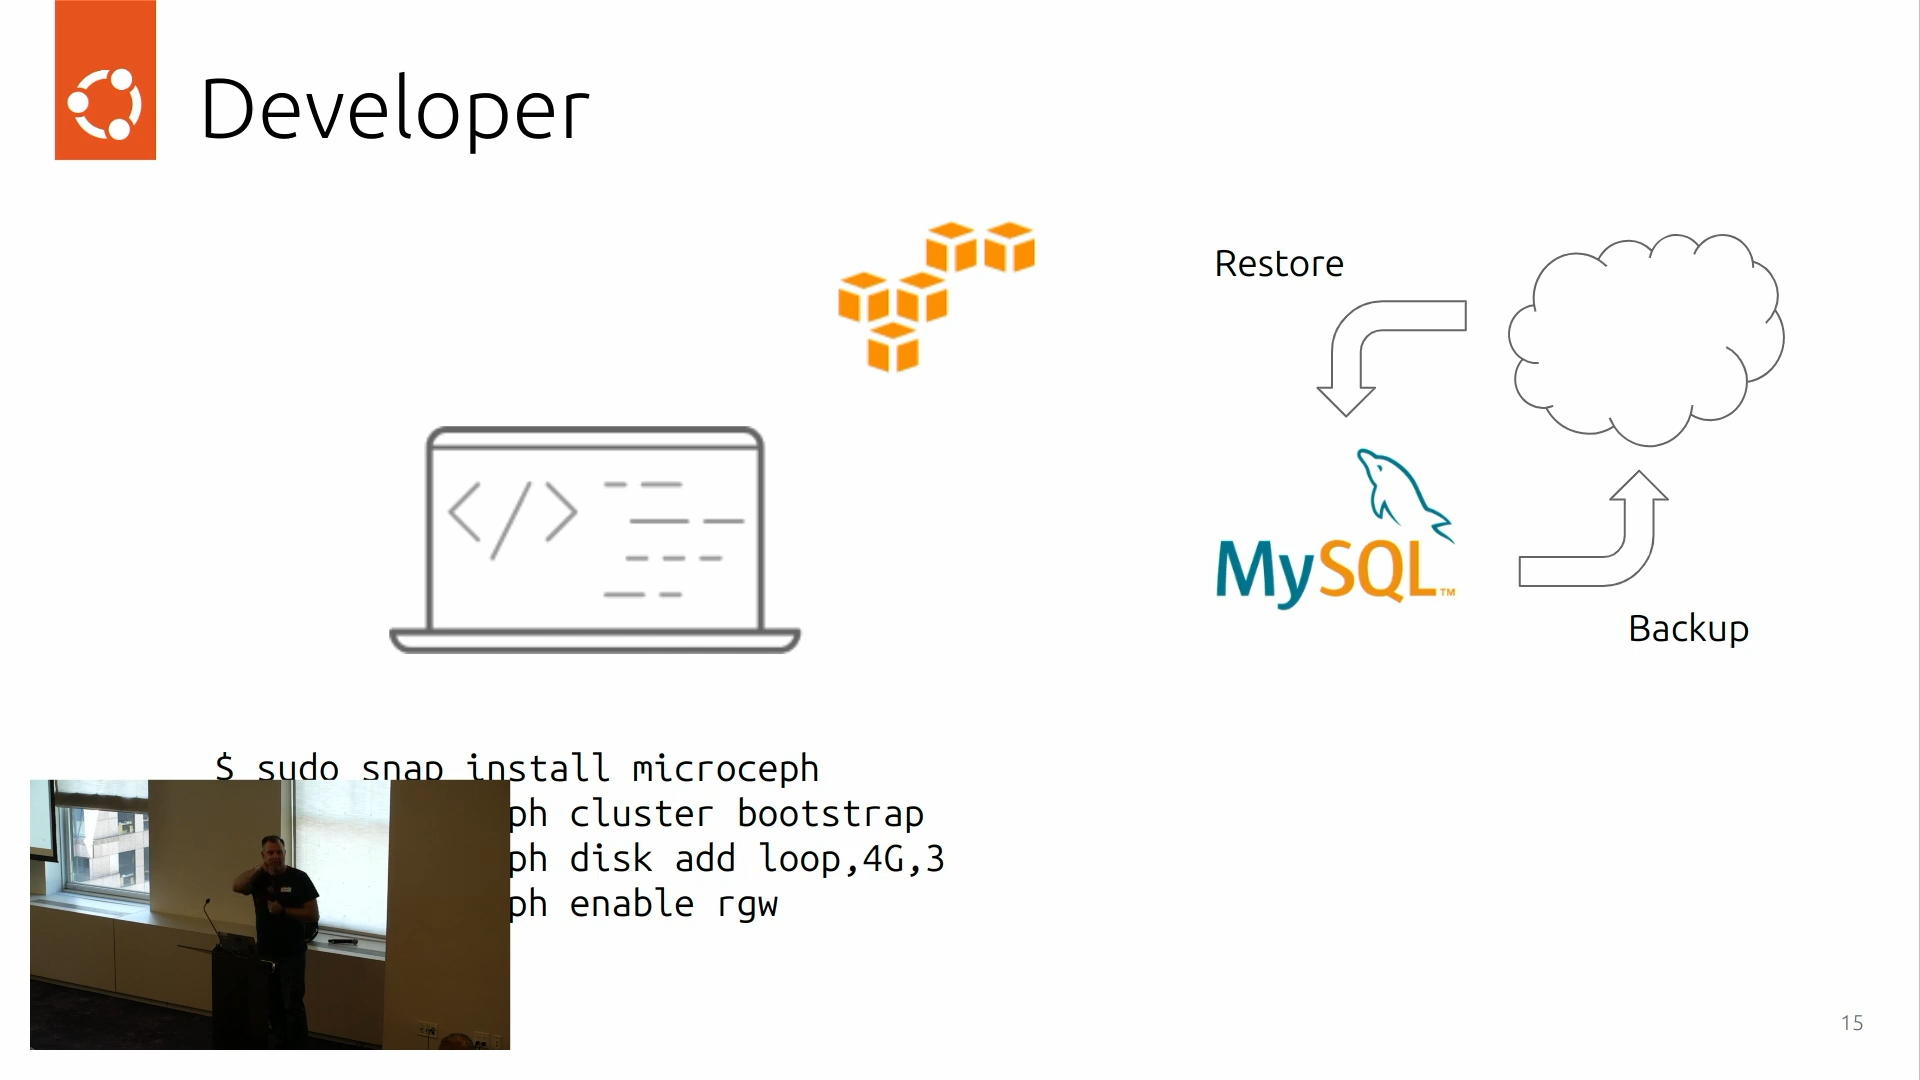 Developer
Restore
MySQL™
Backup
$ sudo snap install microceph
ph cluster bootstrap
ph disk add loop,4G,3
ph enable rgw
15